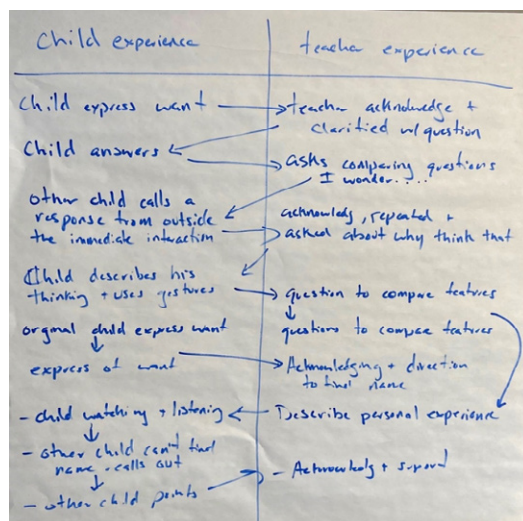 Child experience
teacher experience
Child express want
teacher acknowledge +
clarified w/ question
Child answers
asks comparing questions
I wonder....
other child calls a
response from outside
the immediate interaction
acknowledg, repeated +
asked about why think that
Child describes his
thinking + uses gestures
question to compare features
orginal child express want
questions to compare features
express of want
Acknowledging + direction
to find name
- child watching + listening
Describe personal experience
- other child can't find
name - calls out
- other child points
- Acknowledg + support